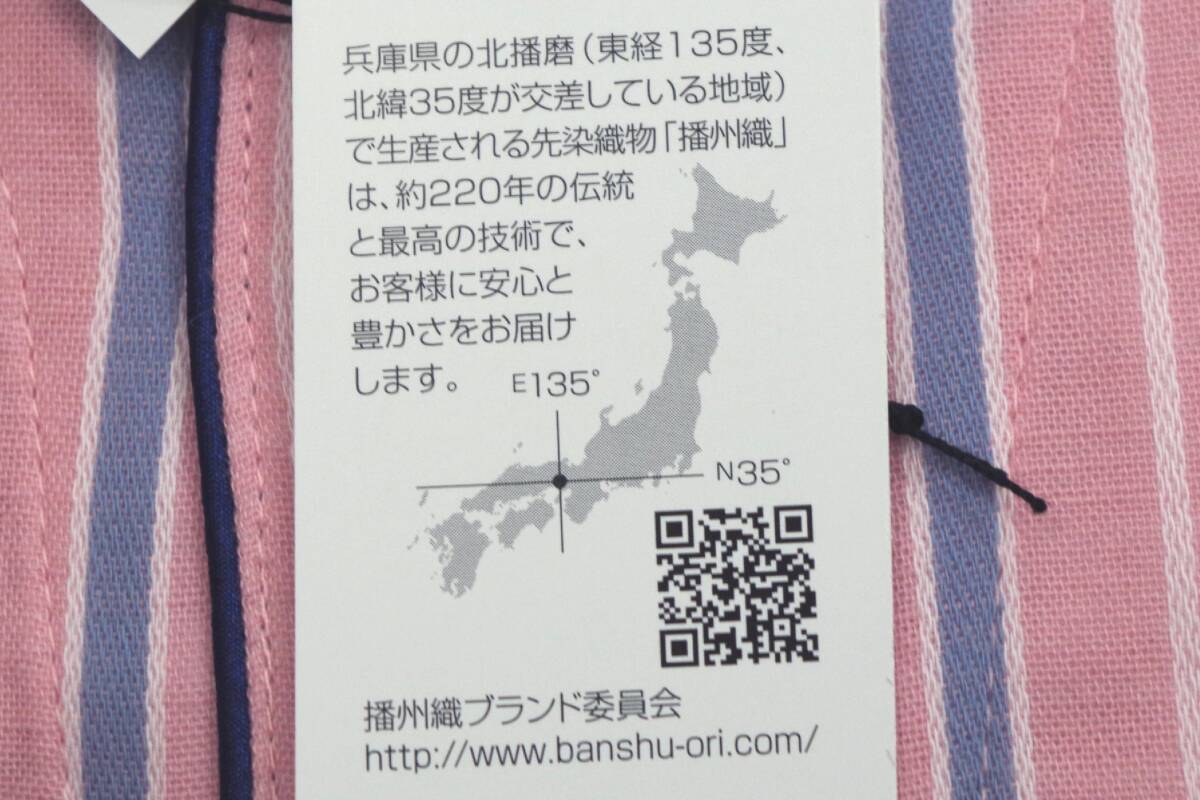 兵庫県の北播磨（東経135度、
北緯35度が交差している地域）
で生産される先染織物「播州織」
は、約220年の伝統
と最高の技術で、
お客様に安心と
豊かさをお届け
します。
E135°
N35°
播州織ブランド委員会
http://www.banshu-ori.com/